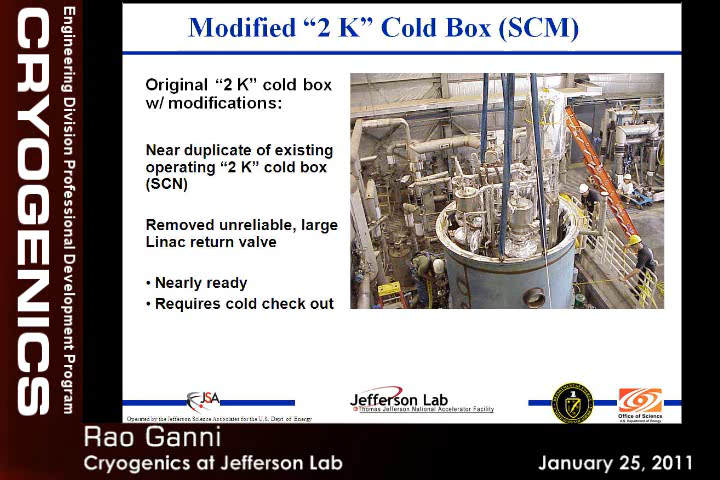 CRYOGENICS
Engineering Division Professional Development Program
Modified “2 K” Cold Box (SCM)
Original “2 K” cold box
w/ modifications:
Near duplicate of existing
operating “2 K” cold box
(SCN)
Removed unreliable, large
Linac return valve
• Nearly ready
• Requires cold check out
JSA
Operated by the Jefferson Science Associates for the U.S. Dept. of Energy
Jefferson Lab
Thomas Jefferson National Accelerator Facility
Office of Science
U.S. Department of Energy
Rao Ganni
Cryogenics at Jefferson Lab
January 25, 2011